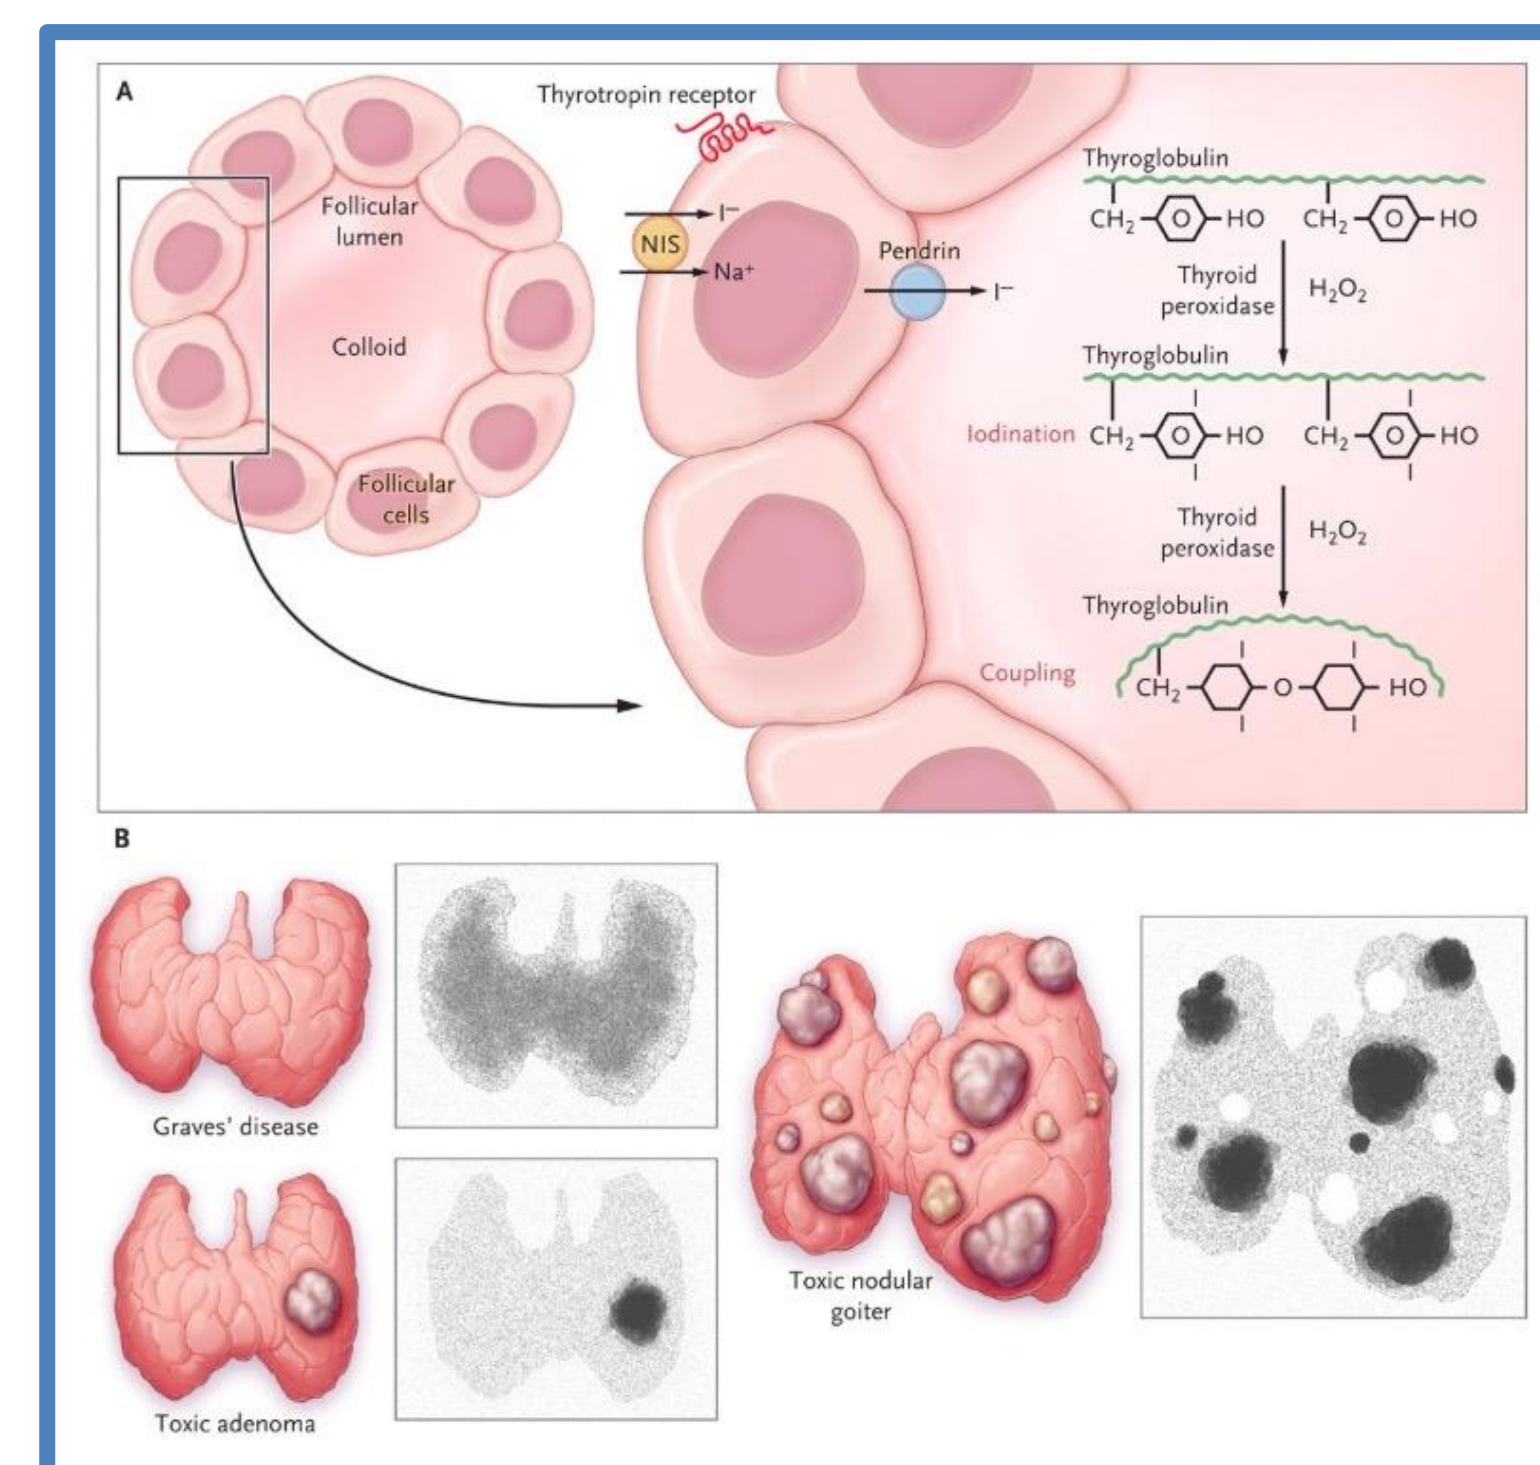 A
Thyrotropin receptor
Follicular
lumen
Colloid
Follicular
cells
I–
NIS
Na+
Pendrin
I–
Thyroglobulin
CH2 O HO CH2 O HO
Thyroid
peroxidase
H2O2
Thyroglobulin
I I
Iodination CH2 O HO CH2 O HO
I I
Thyroid
peroxidase
H2O2
Thyroglobulin
I I
Coupling CH2 O HO
I I
B
Graves’ disease
Toxic adenoma
Toxic nodular
goiter